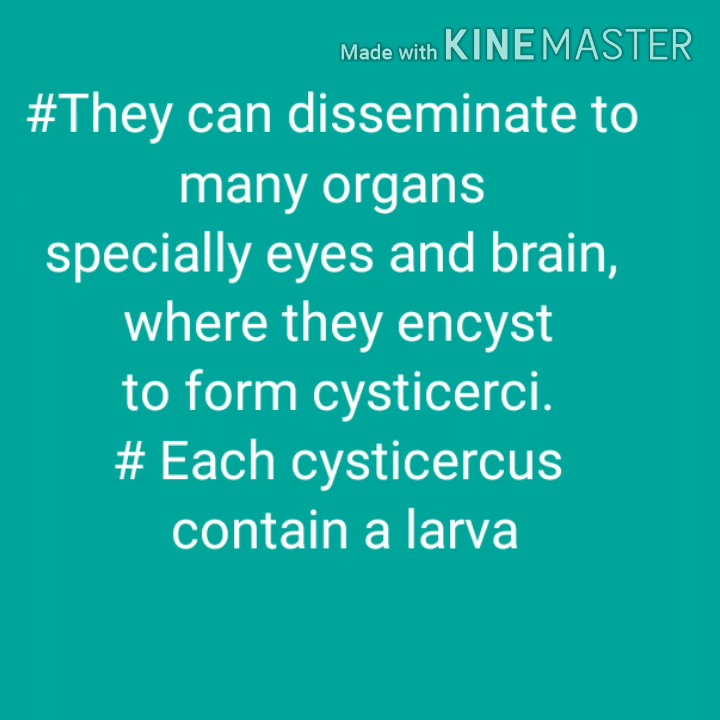 Made with KINEMASTER
#They can disseminate to
many organs
specially eyes and brain,
where they encyst
to form cysticerci.
# Each cysticercus
contain a larva